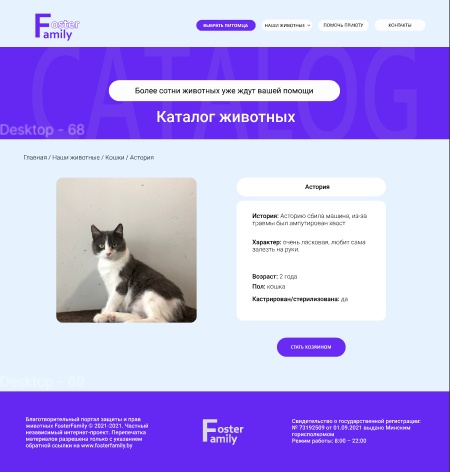 Foster Family
ВЫБРАТЬ ПИТОМЦА
НАШИ ЖИВОТНЫЕ
ПОМОЧЬ ПРИЮТУ
КОНТАКТЫ
CATALOG
Более сотни животных уже ждут вашей помощи
Каталог животных
Desktop - 68
Главная / Наши животные / Кошки / Астория
Астория
История: Асторию сбила машина, из-за
травмы был ампутирован хвост
Характер: очень ласковая, любит сама
залезть на руки.
Возраст: 2 года
Пол: кошка
Кастрирован/стерилизована: да
СТАТЬ ХОЗЯИНОМ
Desktop - 69
Благотворительный портал защиты и прав
животных FosterFamily © 2021-2021. Частный
независимый интернет-проект. Перепечатка
материалов разрешена только с указанием
обратной ссылки на www.fosterfamily.by
Foster Family
Свидетельство о государственной регистрации:
№ 73192509 от 01.09.2021 выдано Минским
горисполкомом
Режим работы: 8:00 – 22:00